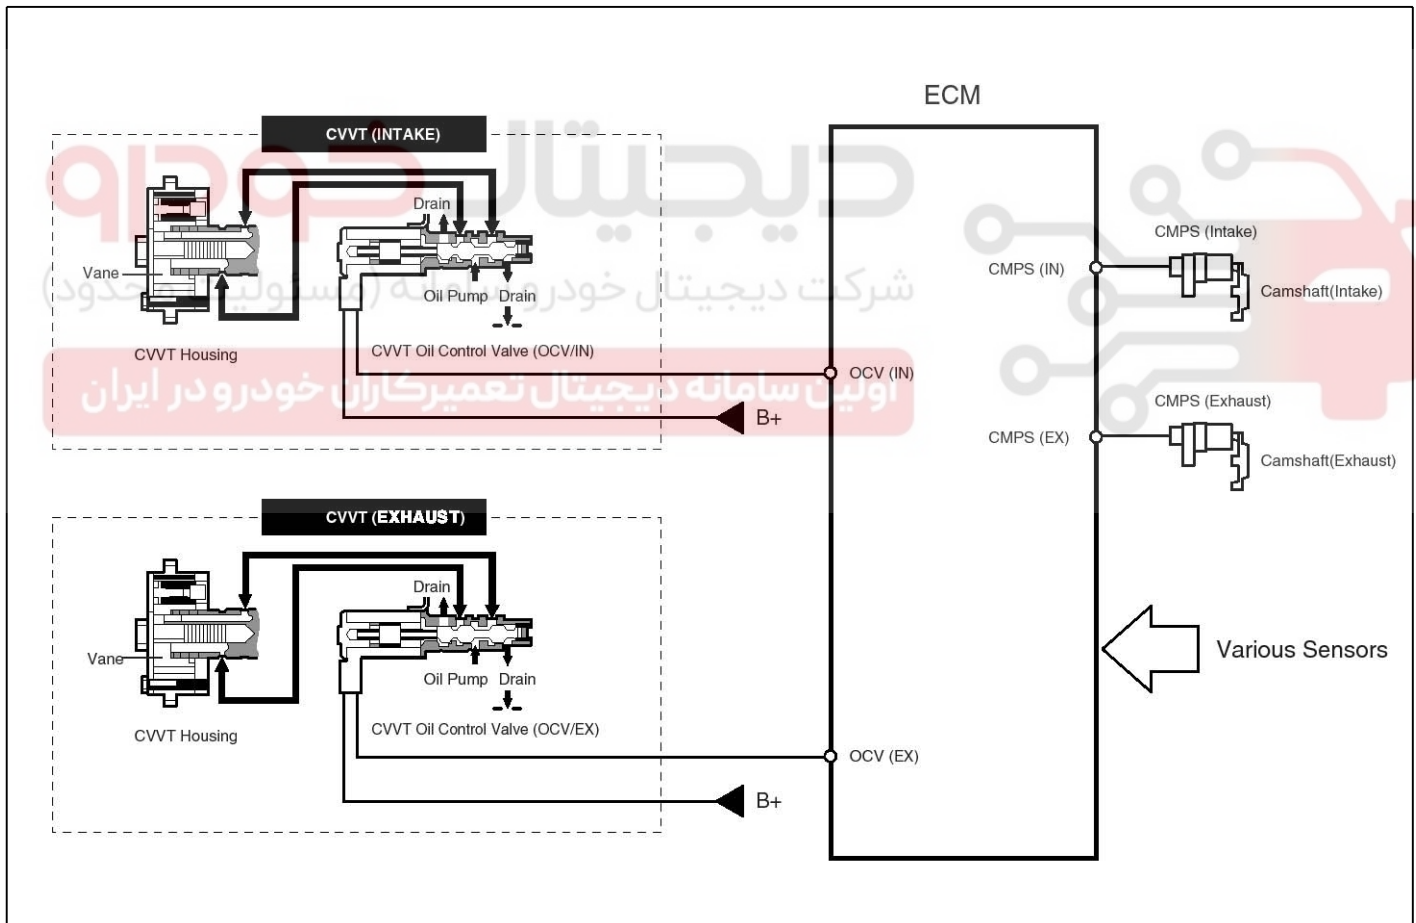 ECM
CVVT (INTAKE)
دیجیتال خودرو
Drain
Vane
Oil Pump Drain
شرکت دیجیتال خودرو سامانه (مسئولیت محدود)
CVVT Housing
CVVT Oil Control Valve (OCV/IN)
اولین سامانه دیجیتال تعمیرکاران خودرو در ایران
B+
OCV (IN)
CMPS (IN)
CMPS (Intake)
Camshaft(Intake)
CMPS (EX)
CMPS (Exhaust)
Camshaft(Exhaust)
CVVT (EXHAUST)
Drain
Vane
Oil Pump Drain
CVVT Housing
CVVT Oil Control Valve (OCV/EX)
B+
OCV (EX)
Various Sensors